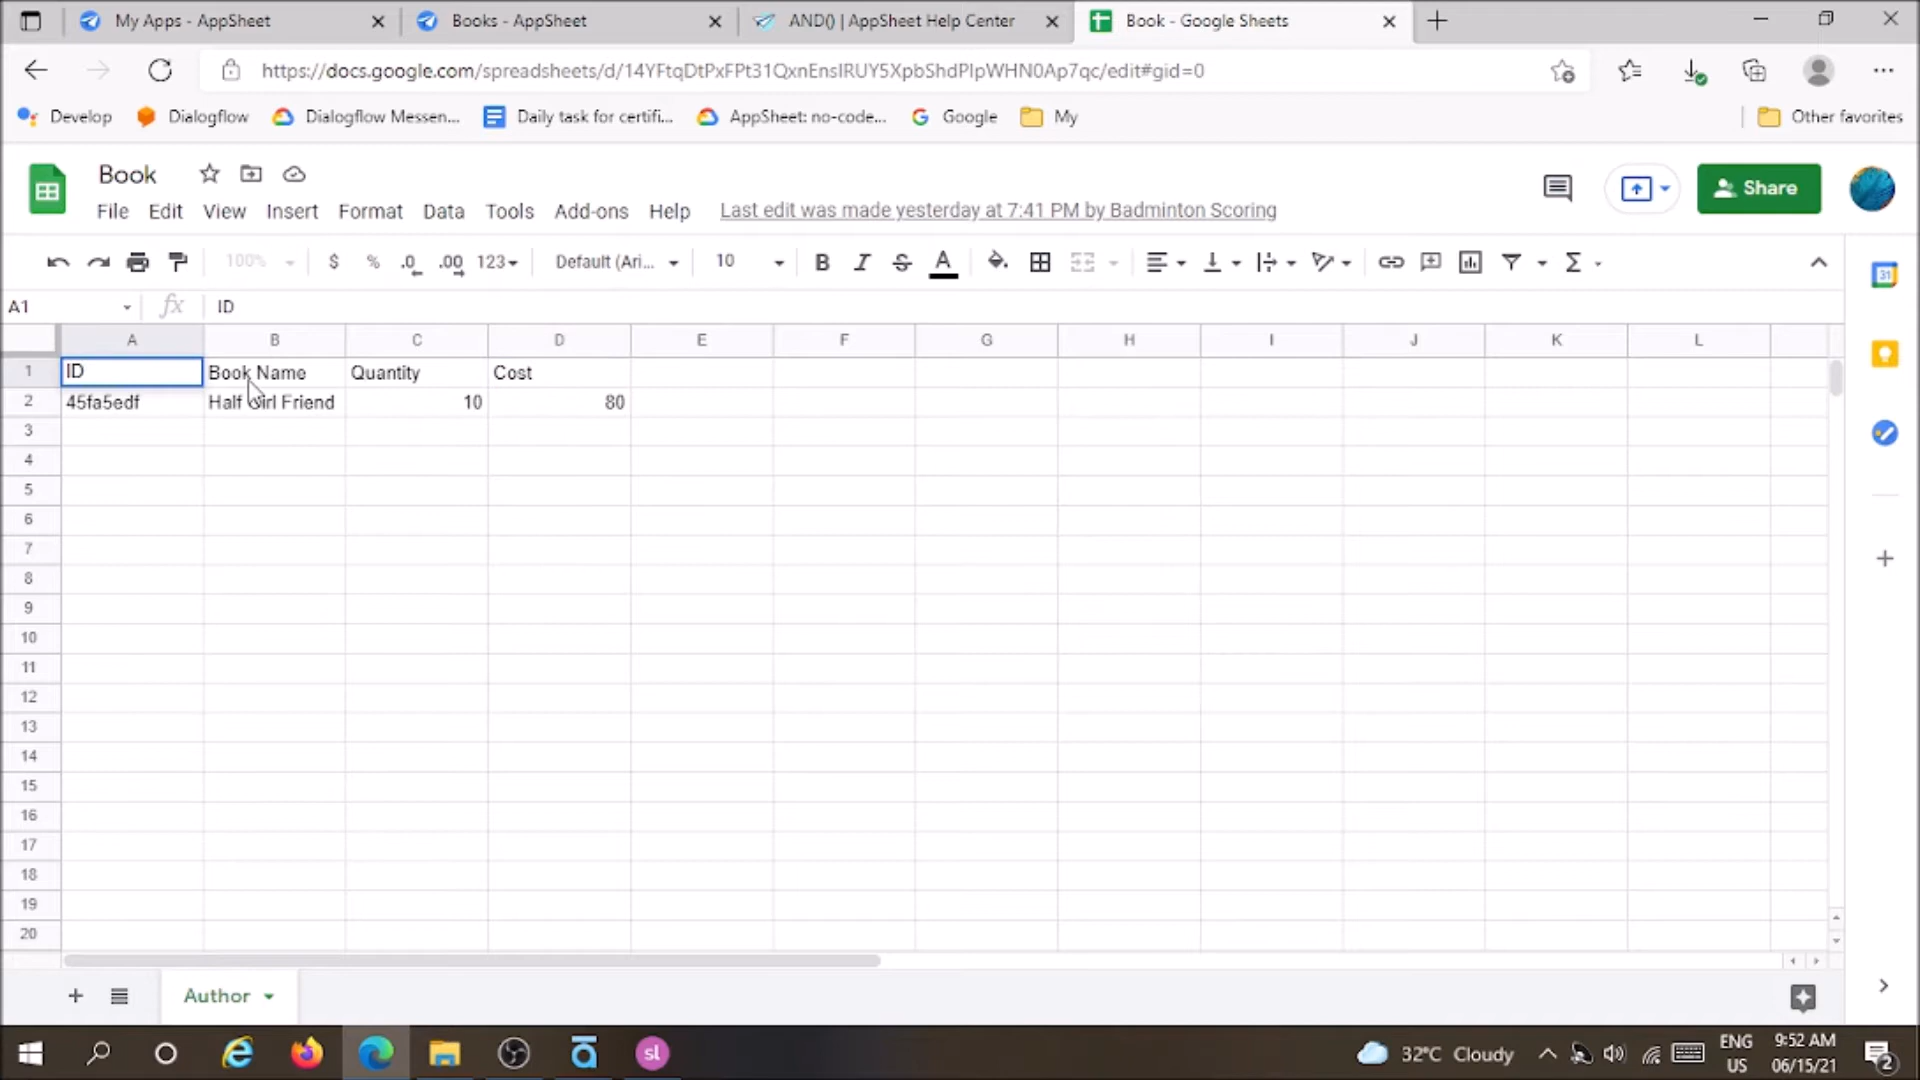 My Apps - AppSheet
Books - AppSheet
AND() | AppSheet Help Center
Book - Google Sheets
https://docs.google.com/spreadsheets/d/14YFtqDtPxFPt31QxnEnsIRUY5XpbShdPIpWHN0Ap7qc/edit#gid=0
Develop
Dialogflow
Dialogflow Messen...
Daily task for certifi...
AppSheet: no-code...
Google
My
Other favorites
Book
Share
File Edit View Insert Format Data Tools Add-ons Help
Last edit was made yesterday at 7:41 PM by Badminton Scoring
100%
$ % .0 .00 123
Default (Ari...
10
B I S A
31
A1
fx
ID
A B C D E F G H I J K L
1 ID Book Name Quantity Cost
2 45fa5edf Half Girl Friend 10 80
3
4
5
6
7
8
9
10
11
12
13
14
15
16
17
18
19
20
Author
sl
32°C Cloudy
ENG
US
9:52 AM
06/15/21
2